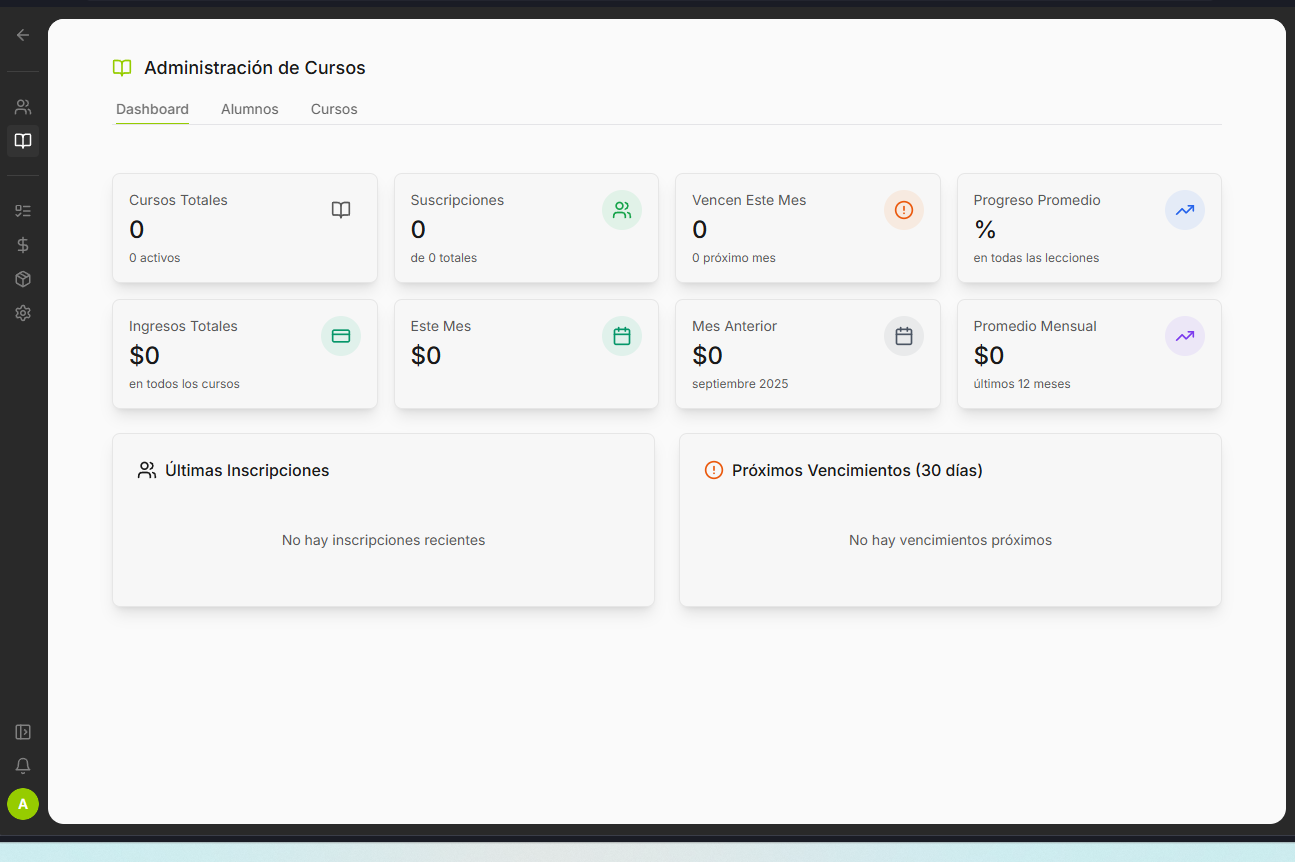 Administración de Cursos
Dashboard Alumnos Cursos
Cursos Totales
0
0 activos
Suscripciones
0
de 0 totales
Vencen Este Mes
0
0 próximo mes
Progreso Promedio
%
en todas las lecciones
Ingresos Totales
$0
en todos los cursos
Este Mes
$0
Mes Anterior
$0
septiembre 2025
Promedio Mensual
$0
últimos 12 meses
Últimas Inscripciones
No hay inscripciones recientes
Próximos Vencimientos (30 días)
No hay vencimientos próximos
A